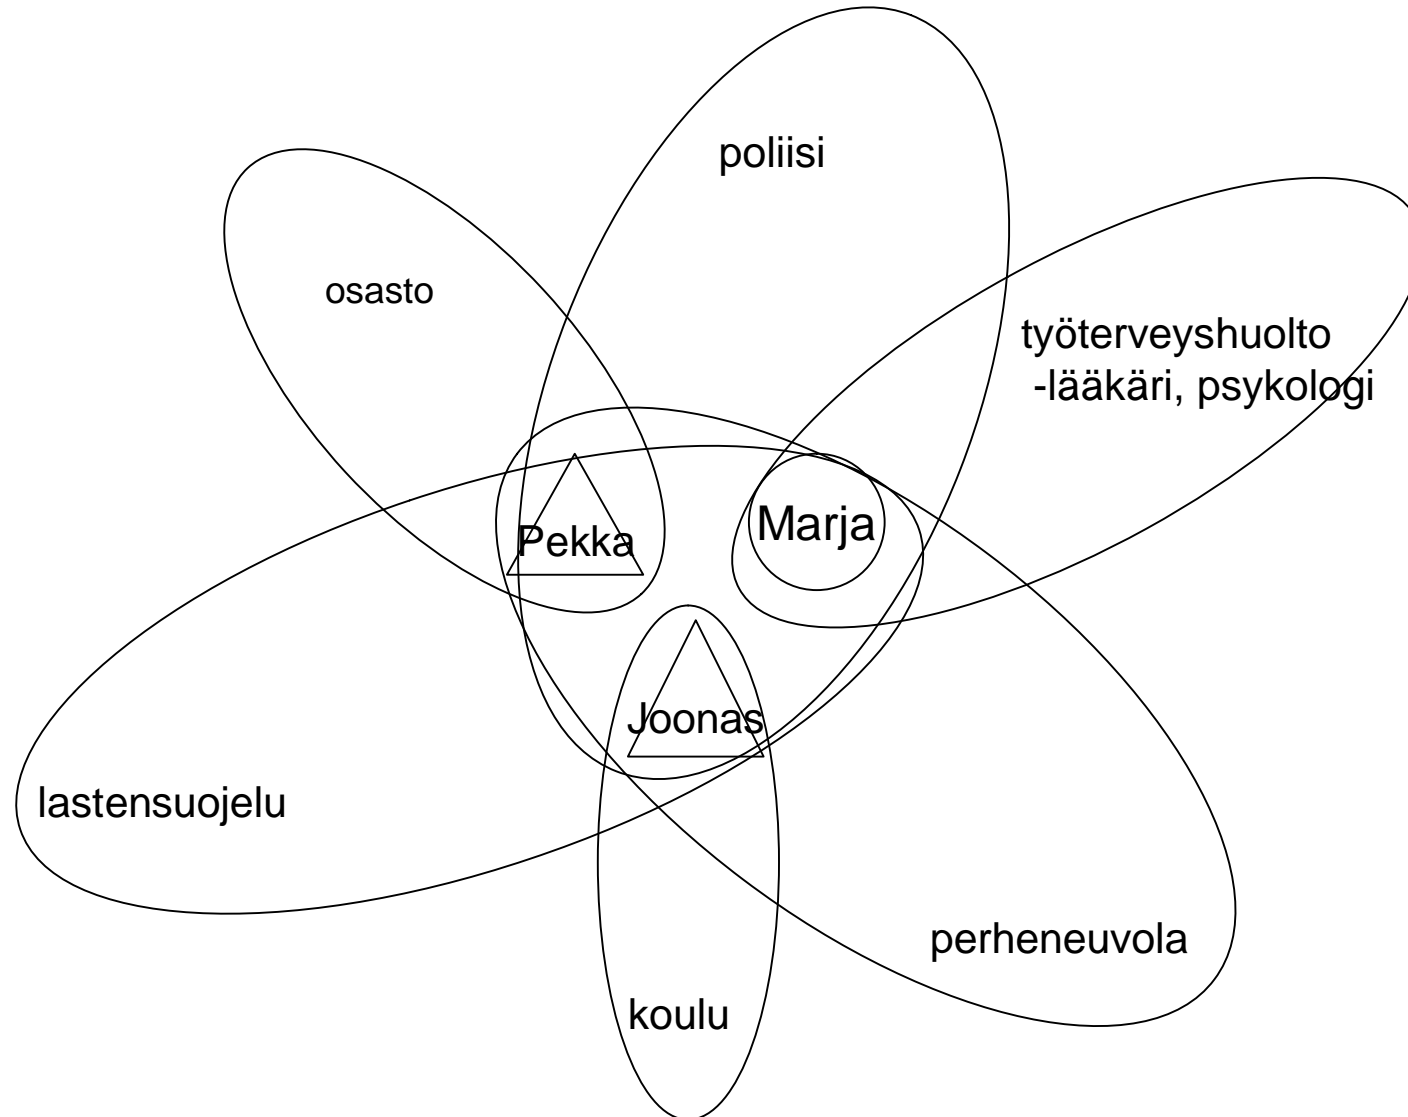 poliisi
osasto
työterveyshuolto
-lääkäri, psykologi
Pekka
Marja
Joonas
lastensuojelu
perheneuvola
koulu